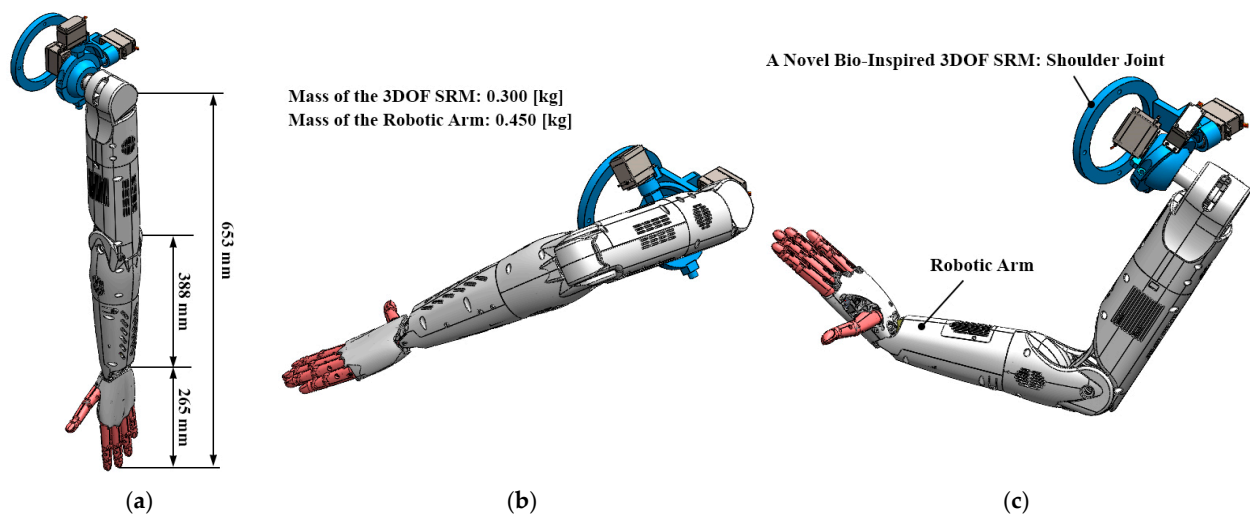 Mass of the 3DOF SRM: 0.300 [kg]
Mass of the Robotic Arm: 0.450 [kg]
A Novel Bio-Inspired 3DOF SRM: Shoulder Joint
Robotic Arm
653 mm
388 mm
265 mm
(a)
(b)
(c)